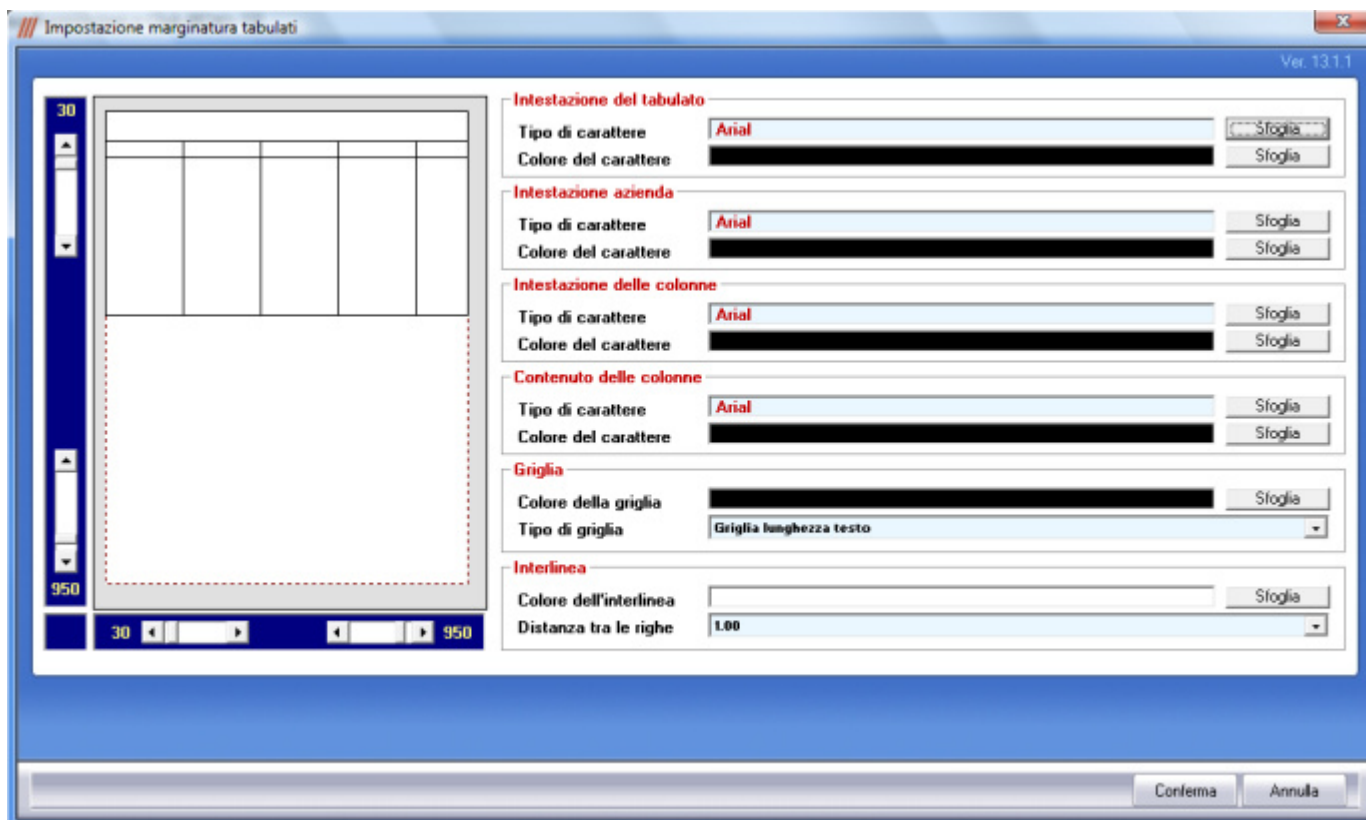 Impostazione marginatura tabulati
Ver. 13.1.1
30
950
30 950
Intestazione del tabulato
Tipo di carattere Arial Sfoglia
Colore del carattere Sfoglia
Intestazione azienda
Tipo di carattere Arial Sfoglia
Colore del carattere Sfoglia
Intestazione delle colonne
Tipo di carattere Arial Sfoglia
Colore del carattere Sfoglia
Contenuto delle colonne
Tipo di carattere Arial Sfoglia
Colore del carattere Sfoglia
Griglia
Colore della griglia Sfoglia
Tipo di griglia Griglia lunghezza testo
Interlinea
Colore dell'interlinea Sfoglia
Distanza tra le righe 1.00
Conferma Annulla